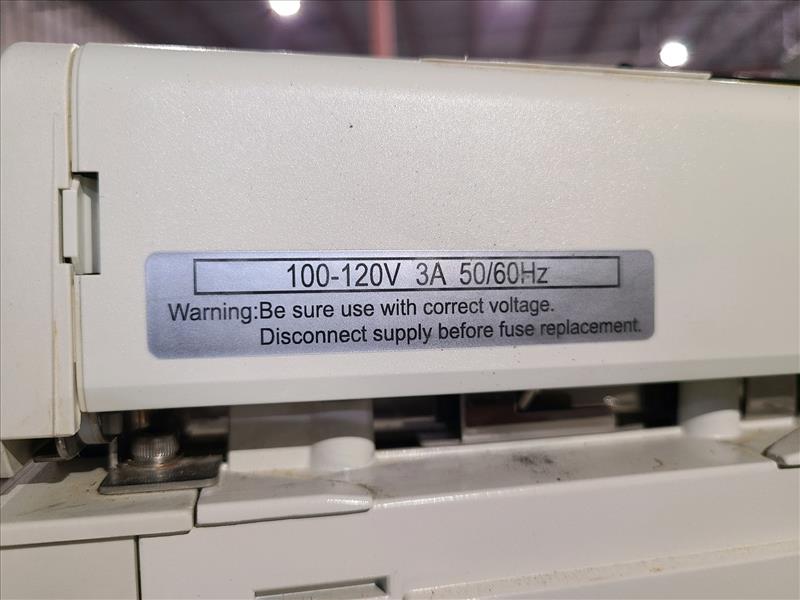 100-120V 3A 50/60Hz
Warning:Be sure use with correct voltage.
Disconnect supply before fuse replacement.